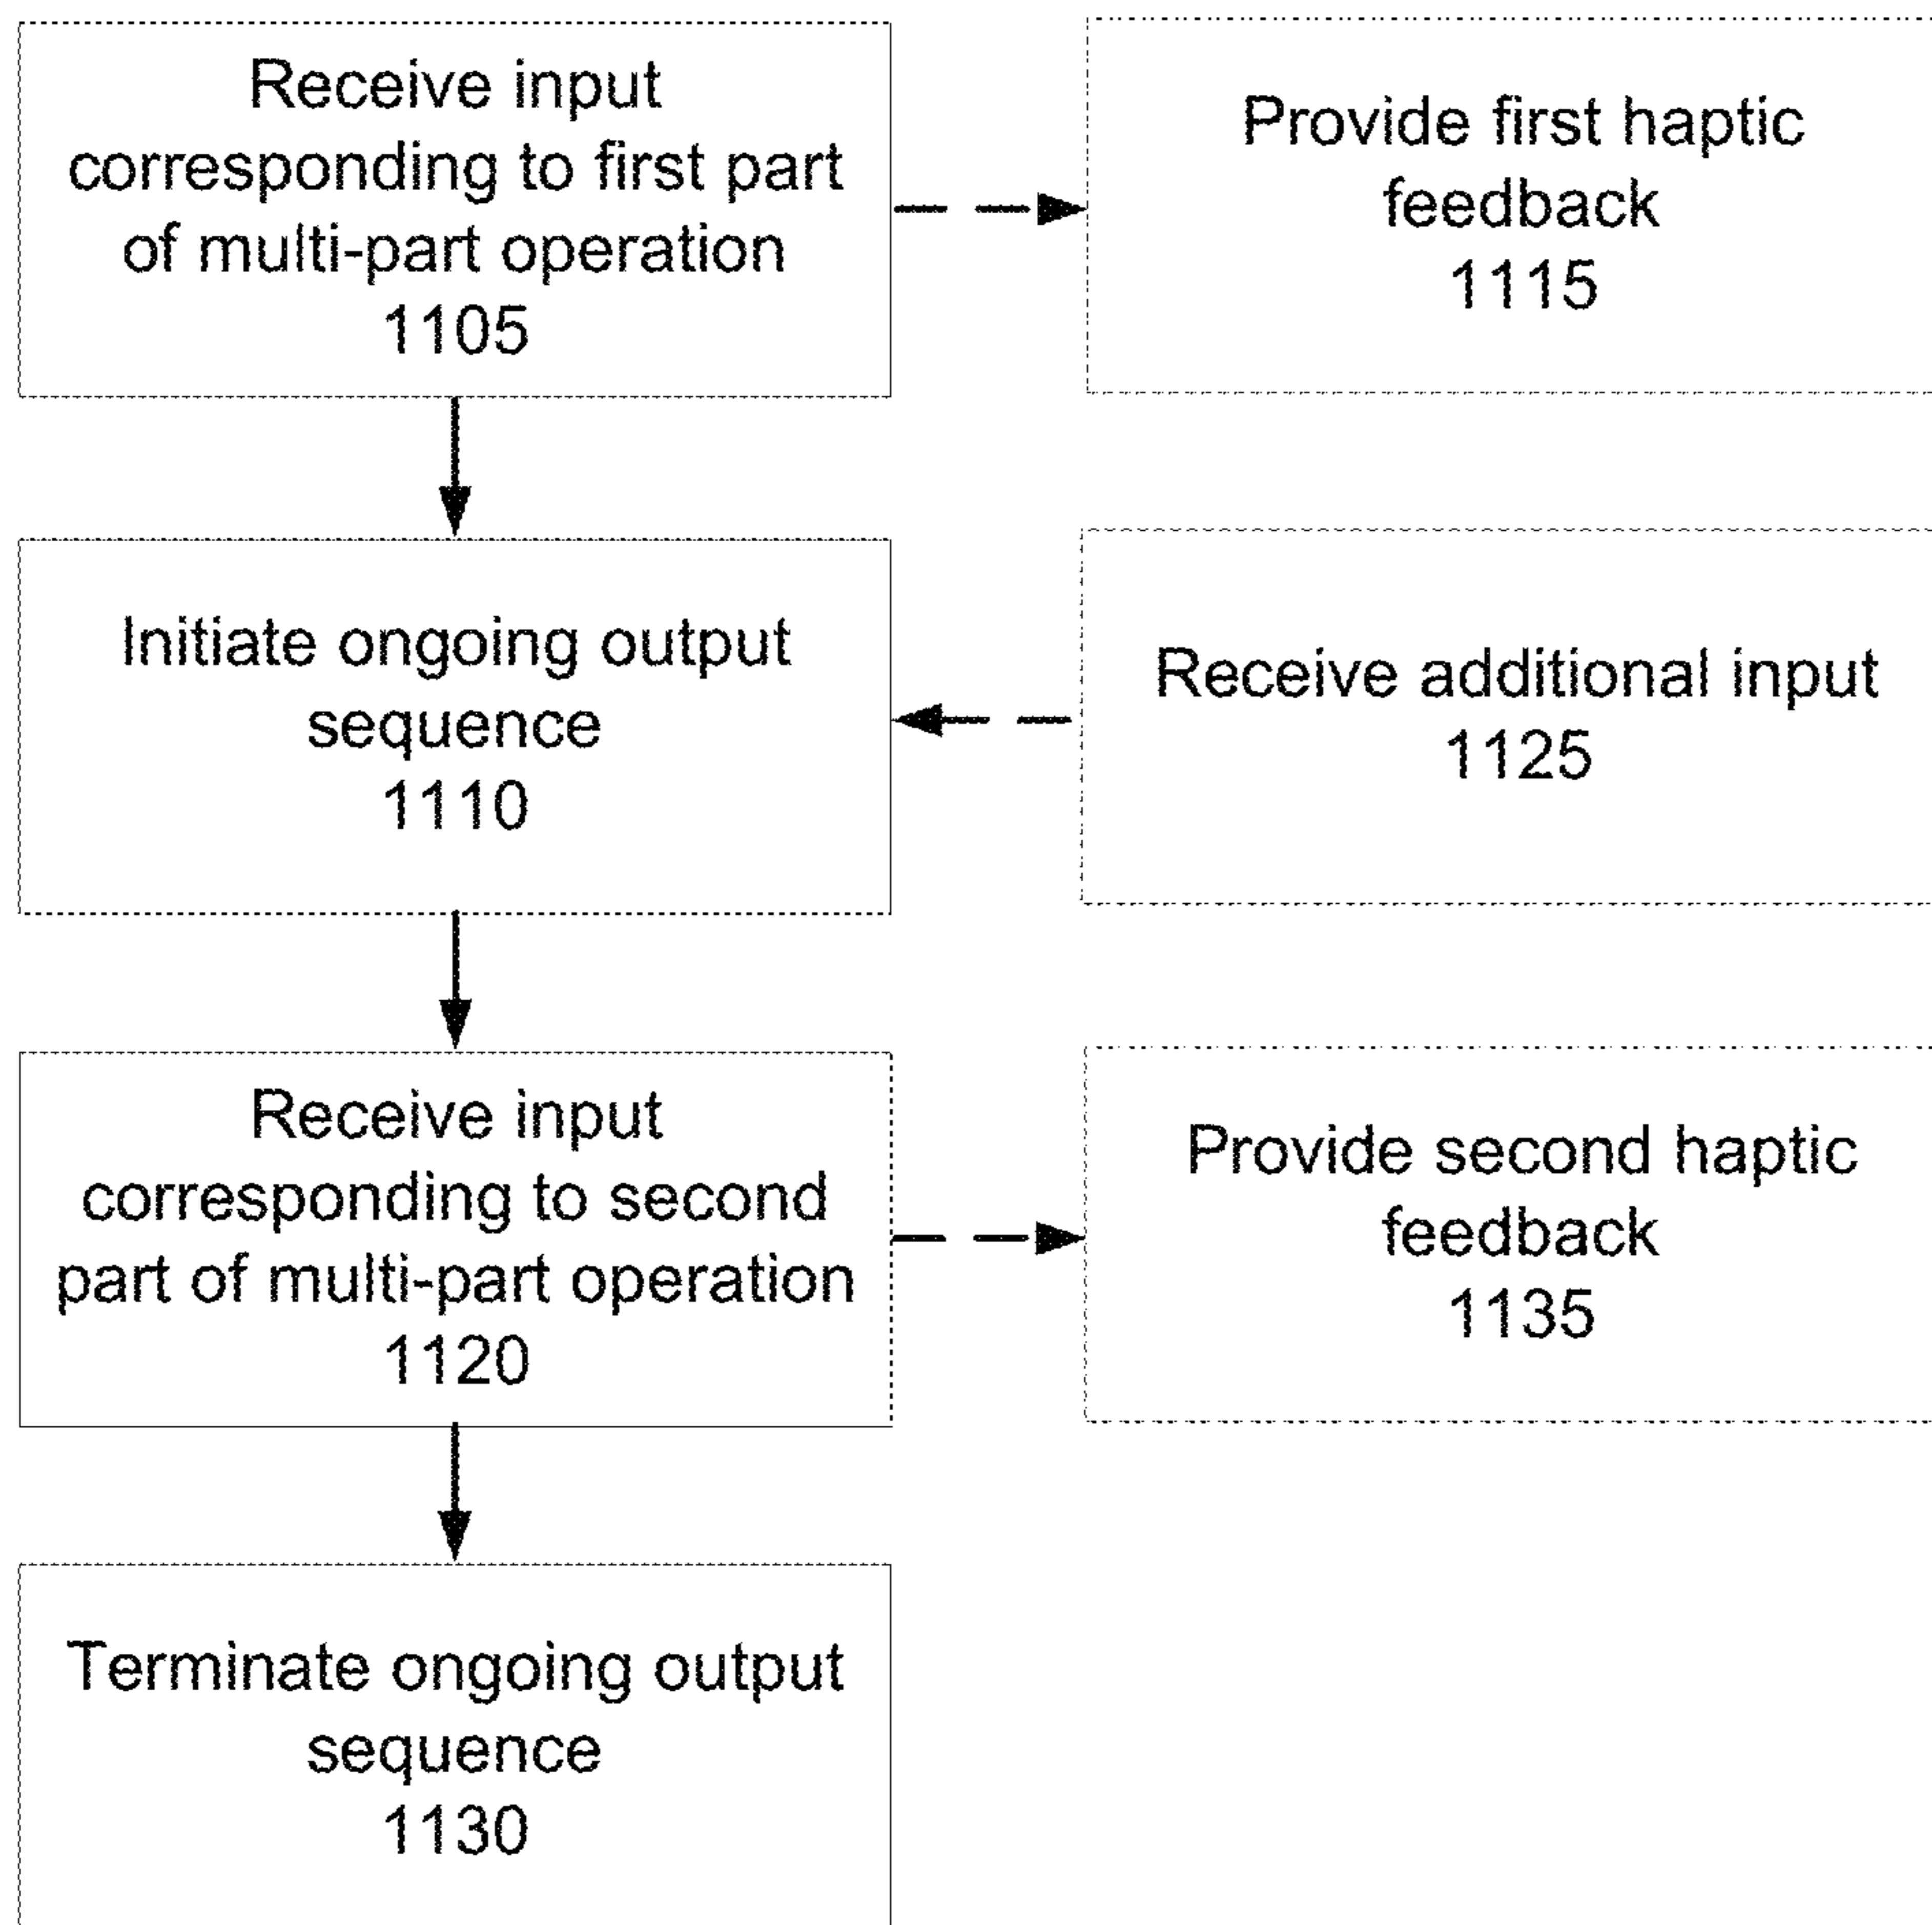 Receive input
corresponding to first part
of multi-part operation
1105
Provide first haptic
feedback
1115
Initiate ongoing output
sequence
1110
Receive additional input
1125
Receive input
corresponding to second
part of multi-part operation
1120
Provide second haptic
feedback
1135
Terminate ongoing output
sequence
1130